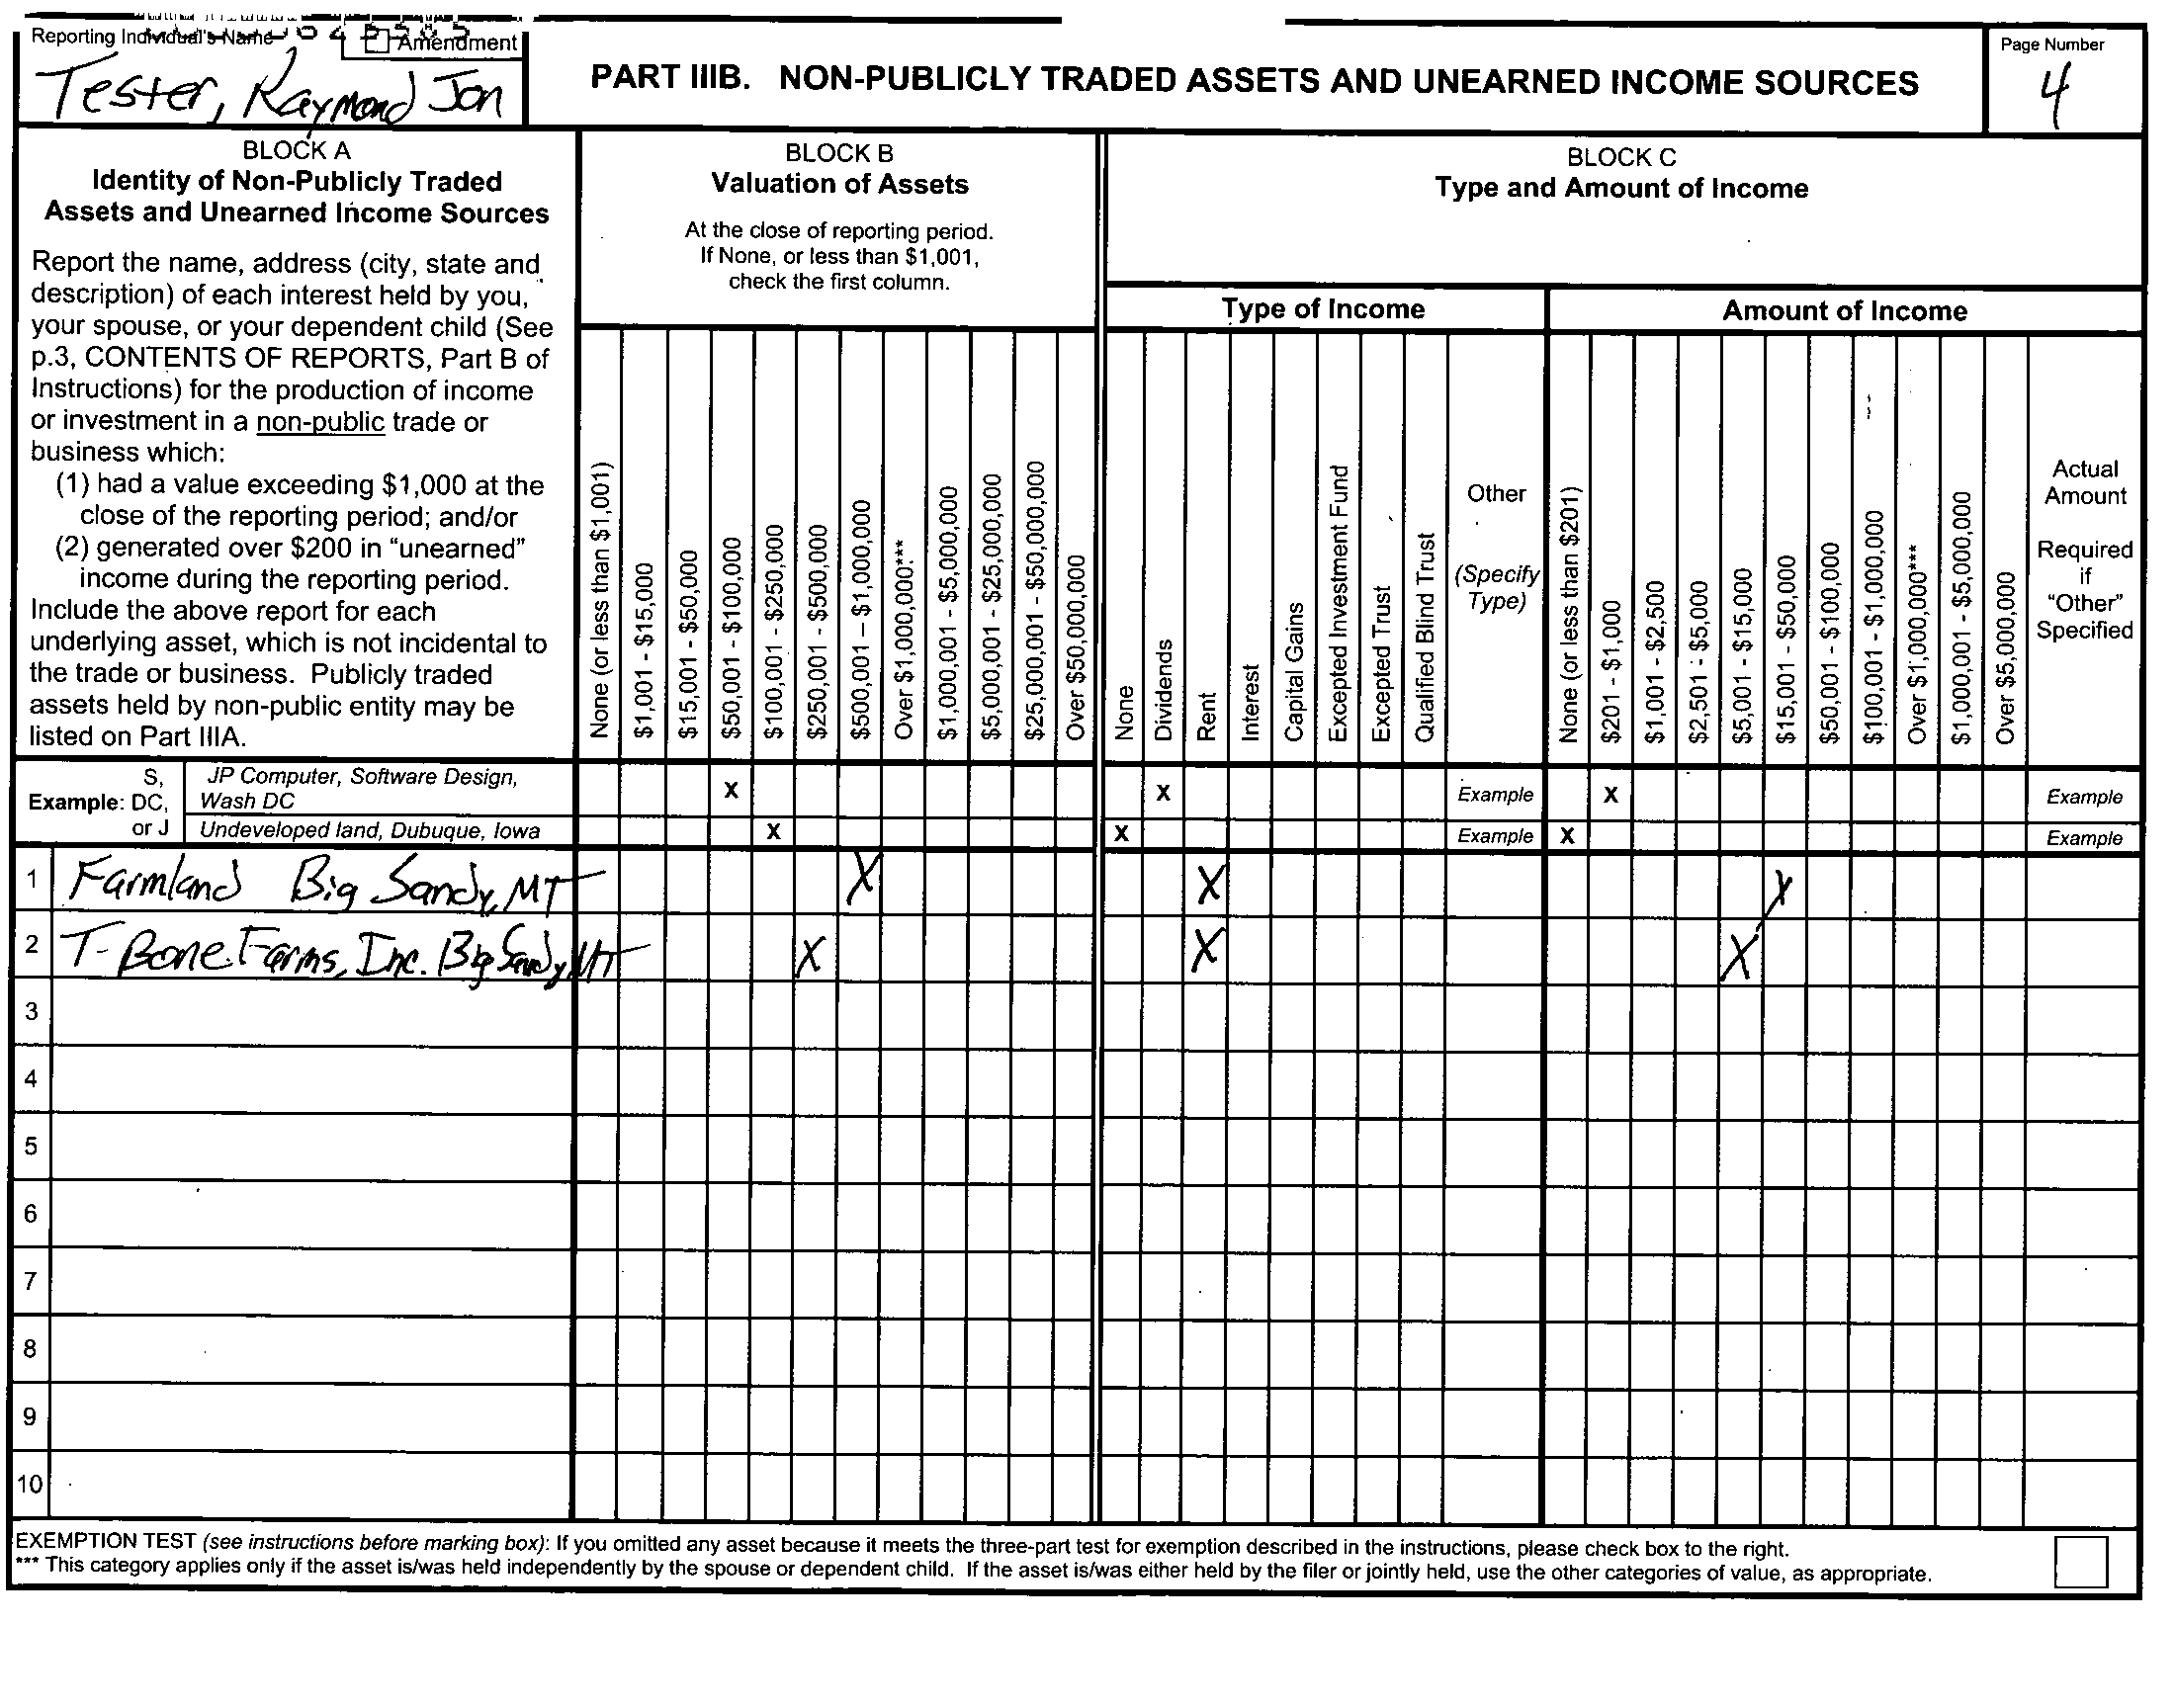 Reporting Individual's Name
Amendment
Tester, Raymond Jon
PART IIIB. NON-PUBLICLY TRADED ASSETS AND UNEARNED INCOME SOURCES
Page Number
4
BLOCK A
Identity of Non-Publicly Traded
Assets and Unearned Income Sources
Report the name, address (city, state and
description) of each interest held by you,
your spouse, or your dependent child (See
p.3, CONTENTS OF REPORTS, Part B of
Instructions) for the production of income
or investment in a non-public trade or
business which:
(1) had a value exceeding $1,000 at the
close of the reporting period; and/or
(2) generated over $200 in “unearned”
income during the reporting period.
Include the above report for each
underlying asset, which is not incidental to
the trade or business. Publicly traded
assets held by non-public entity may be
listed on Part IIIA.
BLOCK B
Valuation of Assets
At the close of reporting period.
If None, or less than $1,001,
check the first column.
None (or less than $1,001)
$1,001 - $15,000
$15,001 - $50,000
$50,001 - $100,000
$100,001 - $250,000
$250,001 - $500,000
$500,001 – $1,000,000
Over $1,000,000***
$1,000,001 - $5,000,000
$5,000,001 - $25,000,000
$25,000,001 - $50,000,000
Over $50,000,000
BLOCK C
Type and Amount of Income
Type of Income
None
Dividends
Rent
Interest
Capital Gains
Excepted Investment Fund
Excepted Trust
Qualified Blind Trust
Other
(Specify
Type)
Amount of Income
None (or less than $201)
$201 - $1,000
$1,001 - $2,500
$2,501 - $5,000
$5,001 - $15,000
$15,001 - $50,000
$50,001 - $100,000
$100,001 - $1,000,000
Over $1,000,000***
$1,000,001 - $5,000,000
Over $5,000,000
Actual
Amount
Required
if
“Other”
Specified
Example: S, DC, or J
JP Computer, Software Design,
Wash DC X X Example X Example
Undeveloped land, Dubuque, Iowa X X Example X Example
1 Farmland Big Sandy, MT X X X
2 T-Bone Farms, Inc. Big Sandy, MT X X X
3
4
5
6
7
8
9
10
EXEMPTION TEST (see instructions before marking box): If you omitted any asset because it meets the three-part test for exemption described in the instructions, please check box to the right.
*** This category applies only if the asset is/was held independently by the spouse or dependent child. If the asset is/was either held by the filer or jointly held, use the other categories of value, as appropriate.